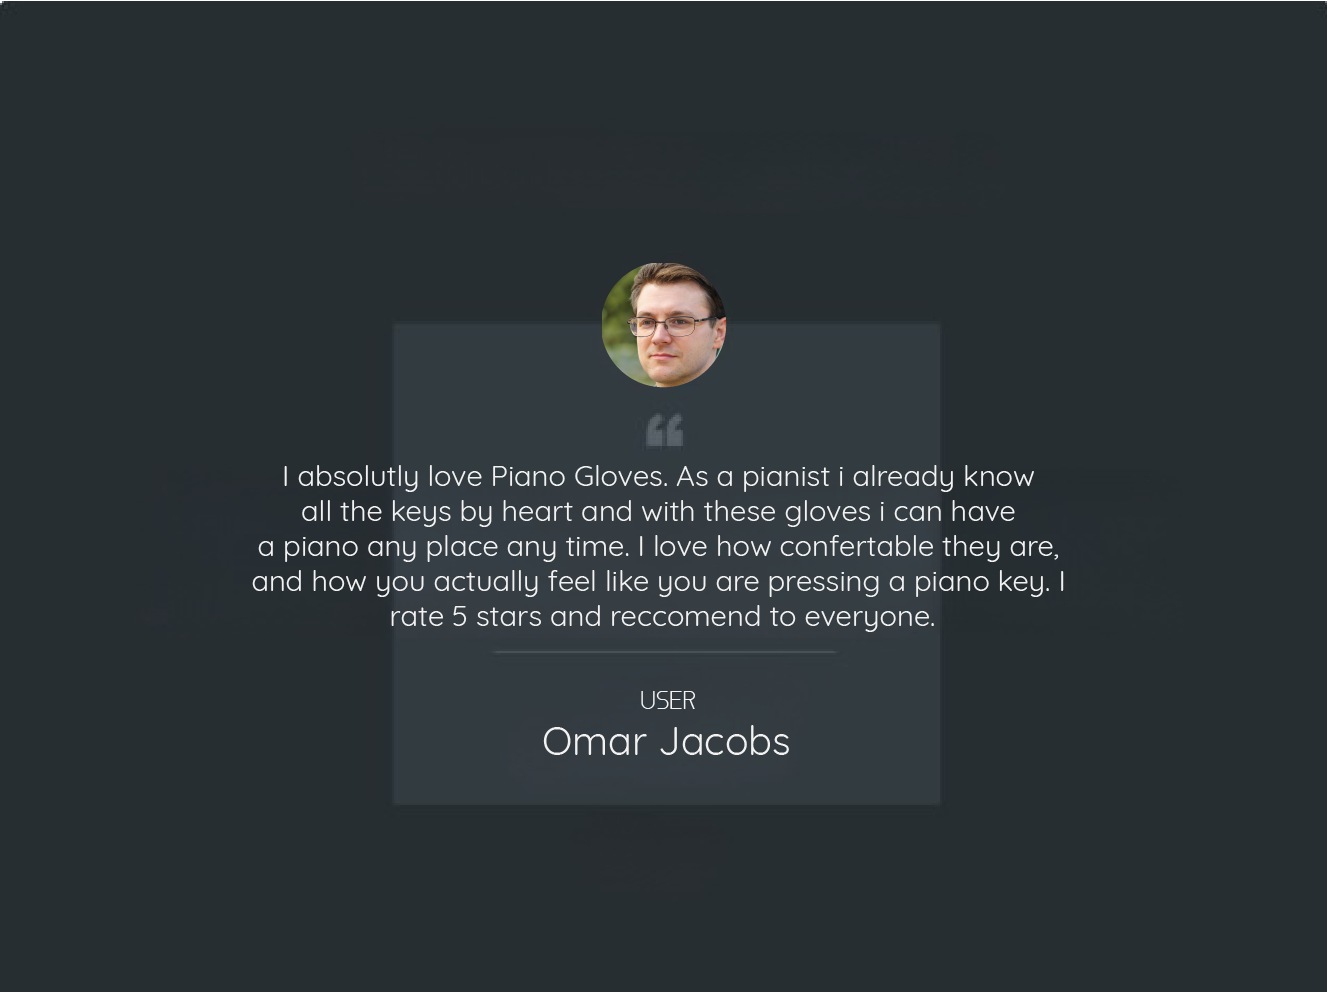 I absolutly love Piano Gloves. As a pianist i already know
all the keys by heart and with these gloves i can have
a piano any place any time. I love how confertable they are,
and how you actually feel like you are pressing a piano key. I
rate 5 stars and reccomend to everyone.
USER
Omar Jacobs